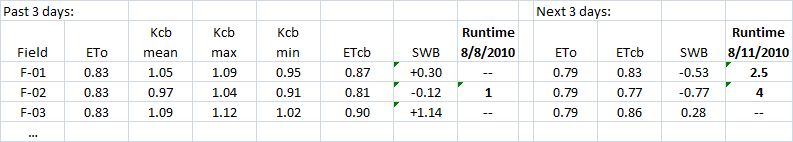 Past 3 days: Next 3 days:
Kcb Kcb Kcb Runtime Runtime
Field ETo mean max min ETcb SWB 8/8/2010 ETo ETcb SWB 8/11/2010
F-01 0.83 1.05 1.09 0.95 0.87 +0.30 -- 0.79 0.83 -0.53 2.5
F-02 0.83 0.97 1.04 0.91 0.81 -0.12 1 0.79 0.77 -0.77 4
F-03 0.83 1.09 1.12 1.02 0.90 +1.14 -- 0.79 0.86 0.28 --
...